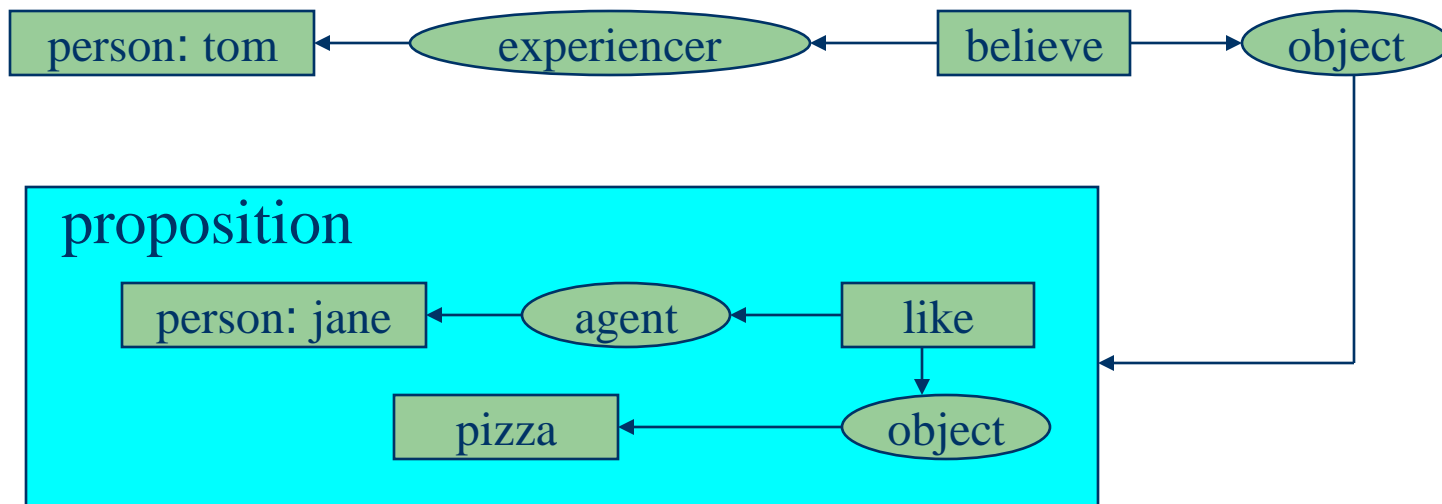 person: tom experiencer believe object
proposition
person: jane agent like
pizza object